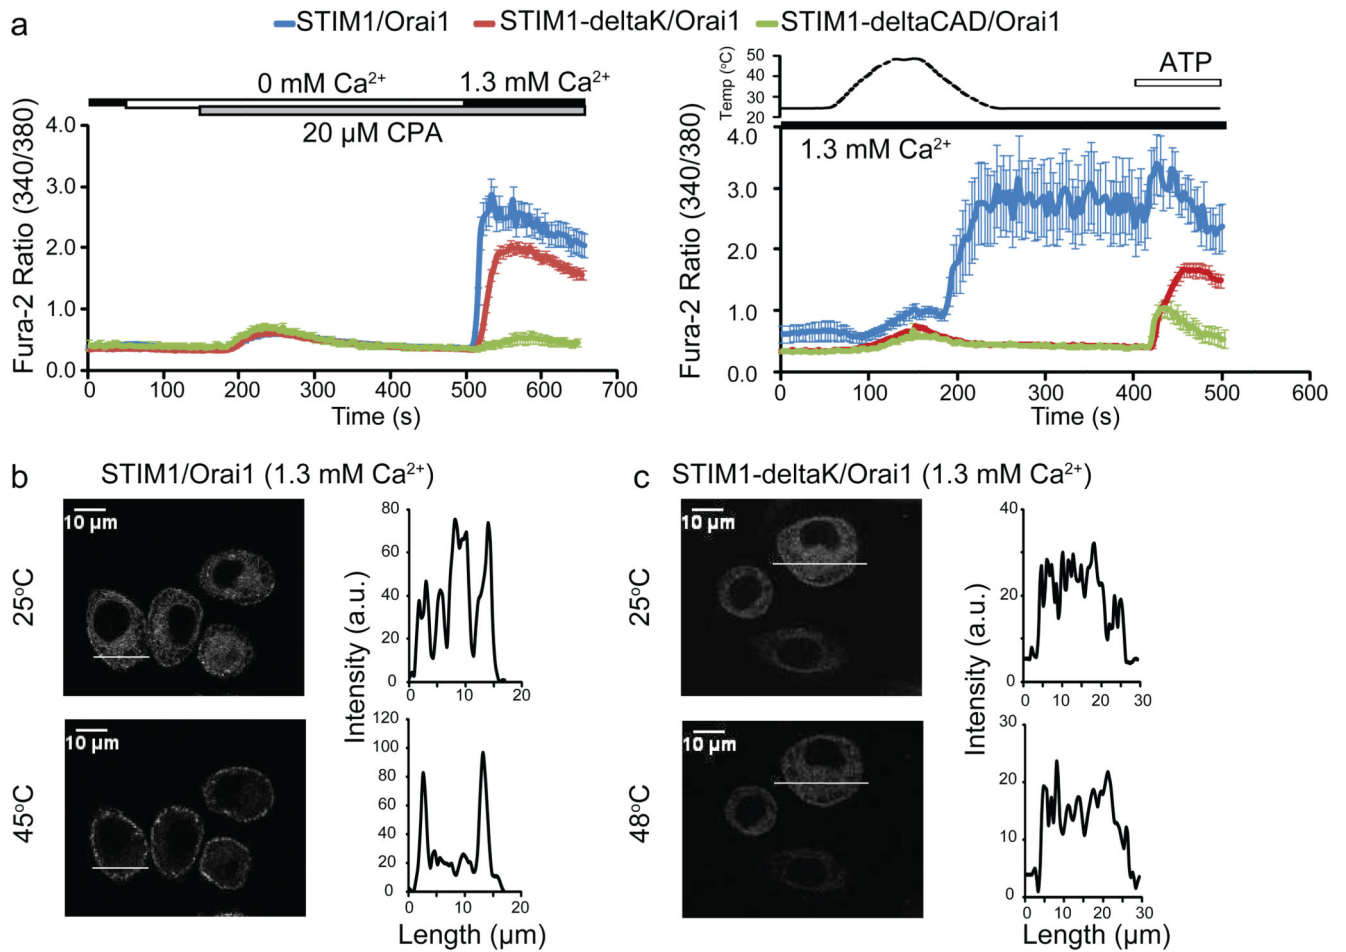 a
STIM1/Orai1 STIM1-deltaK/Orai1 STIM1-deltaCAD/Orai1
0 mM Ca²⁺ 1.3 mM Ca²⁺
20 µM CPA
Fura-2 Ratio (340/380)
4.0
3.0
2.0
1.0
0.0
0 100 200 300 400 500 600 700
Time (s)
Temp (°C)
50
40
30
20
ATP
1.3 mM Ca²⁺
Fura-2 Ratio (340/380)
4.0
3.0
2.0
1.0
0.0
0 100 200 300 400 500 600
Time (s)
b STIM1/Orai1 (1.3 mM Ca²⁺)
25°C
10 µm
80
60
40
20
0
0 10 20
Intensity (a.u.)
45°C
10 µm
120
100
80
60
40
20
0
0 10 20
Length (µm)
c STIM1-deltaK/Orai1 (1.3 mM Ca²⁺)
25°C
10 µm
40
20
0
0 10 20 30
Intensity (a.u.)
48°C
10 µm
30
20
10
0
0 10 20 30
Length (µm)